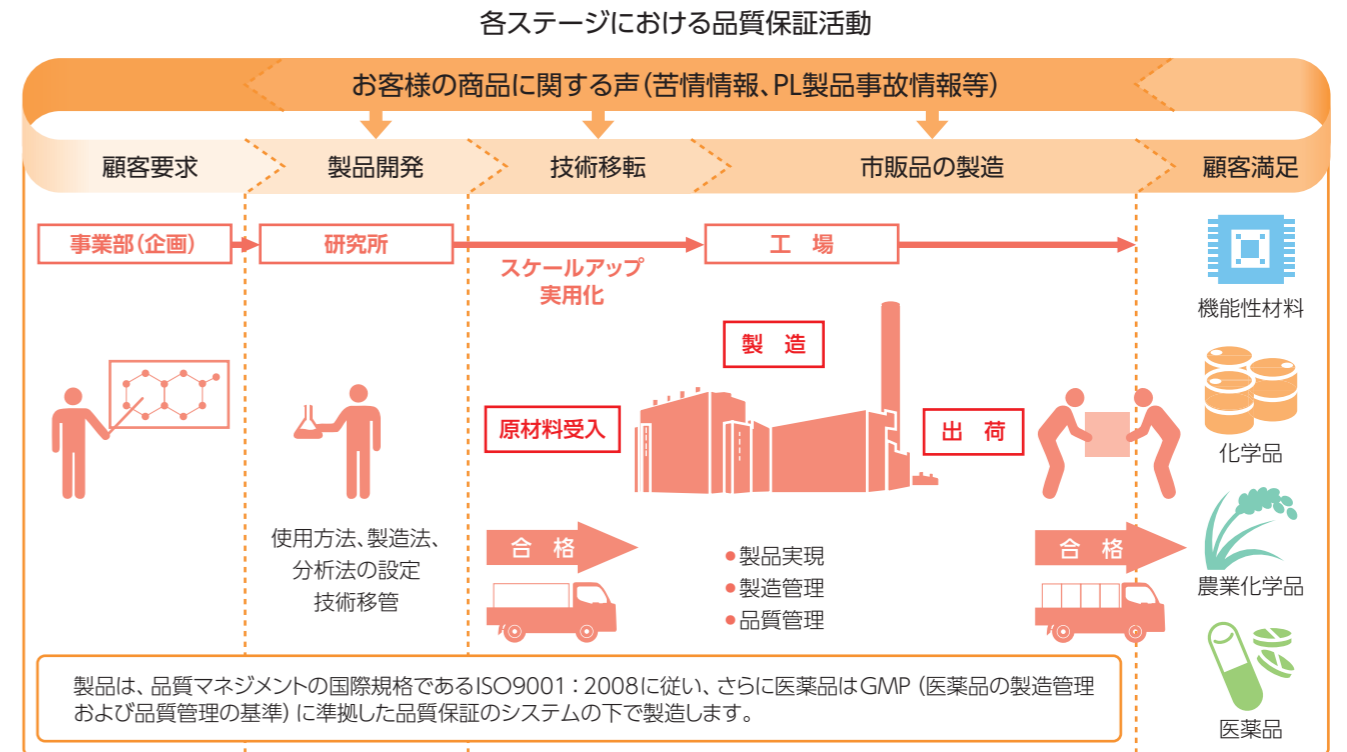 各ステージにおける品質保証活動
お客様の商品に関する声（苦情情報、PL製品事故情報等）
顧客要求
製品開発
技術移転
市販品の製造
顧客満足
事業部（企画）
研究所
スケールアップ
実用化
工　場
機能性材料
製　造
原材料受入
出　荷
化学品
使用方法、製造法、
分析法の設定
技術移管
合　格
●製品実現
●製造管理
●品質管理
合　格
農業化学品
医薬品
製品は、品質マネジメントの国際規格であるISO9001：2008に従い、さらに医薬品はGMP（医薬品の製造管理
および品質管理の基準）に準拠した品質保証のシステムの下で製造します。